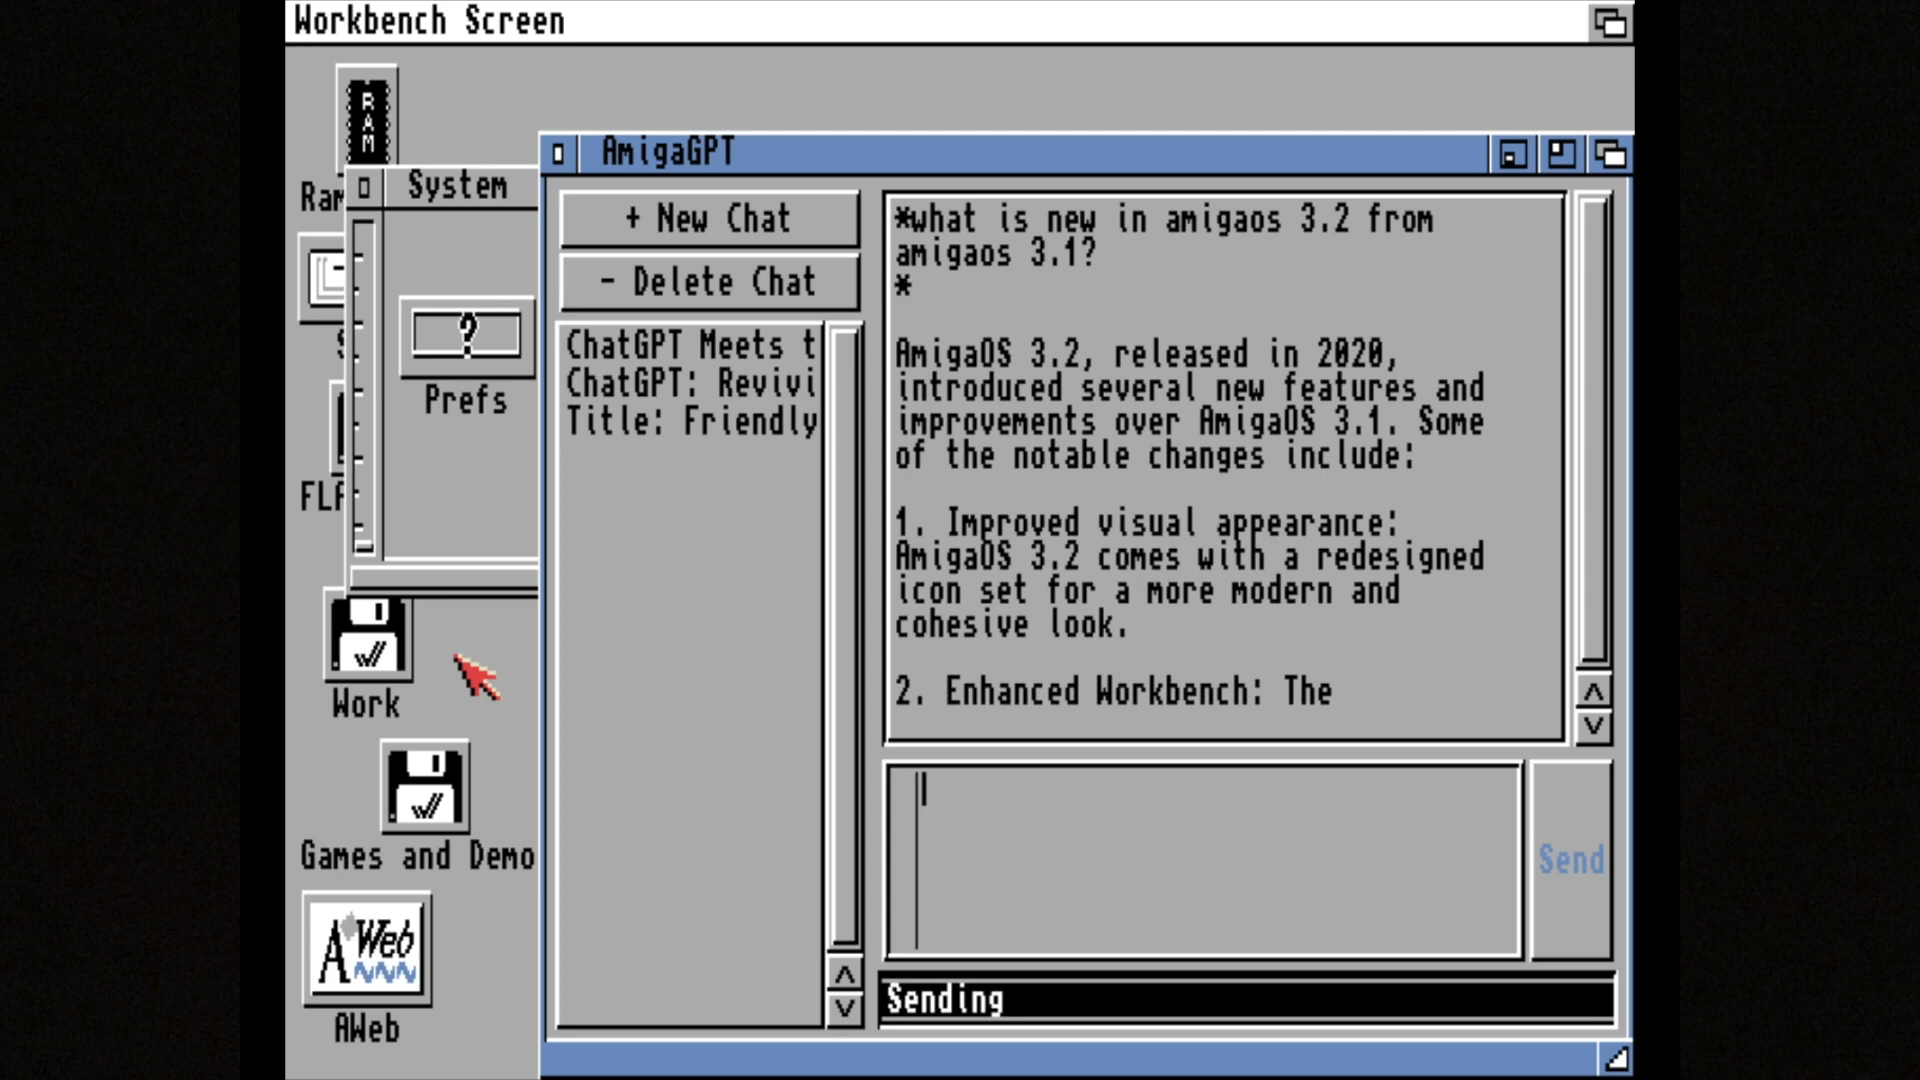 Workbench Screen
RAM
Ram
System
AmigaGPT
+ New Chat
- Delete Chat
ChatGPT Meets t
ChatGPT: Revivi
Title: Friendly
*what is new in amigaos 3.2 from
amigaos 3.1?
*
AmigaOS 3.2, released in 2020,
introduced several new features and
improvements over AmigaOS 3.1. Some
of the notable changes include:
1. Improved visual appearance:
AmigaOS 3.2 comes with a redesigned
icon set for a more modern and
cohesive look.
2. Enhanced Workbench: The
?
Prefs
S
Work
Games and Demo
AWeb
AWeb
Send
Sending